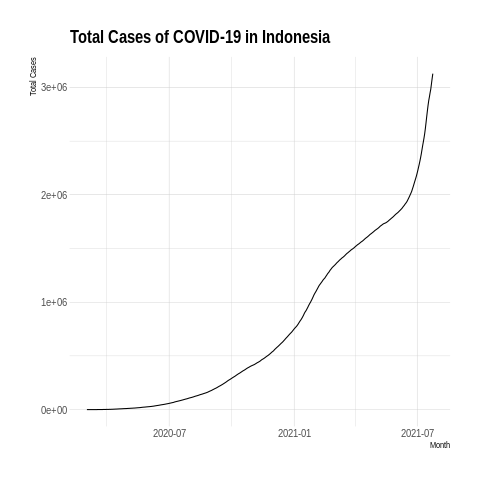 Total Cases of COVID-19 in Indonesia
Total Cases
3e+06
2e+06
1e+06
0e+00
2020-07
2021-01
2021-07
Month